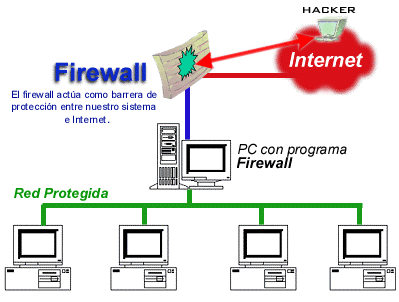 HACKER
Internet
Firewall
El firewall actúa como barrera de
protección entre nuestro sistema
e Internet.
PC con programa
Firewall
Red Protegida